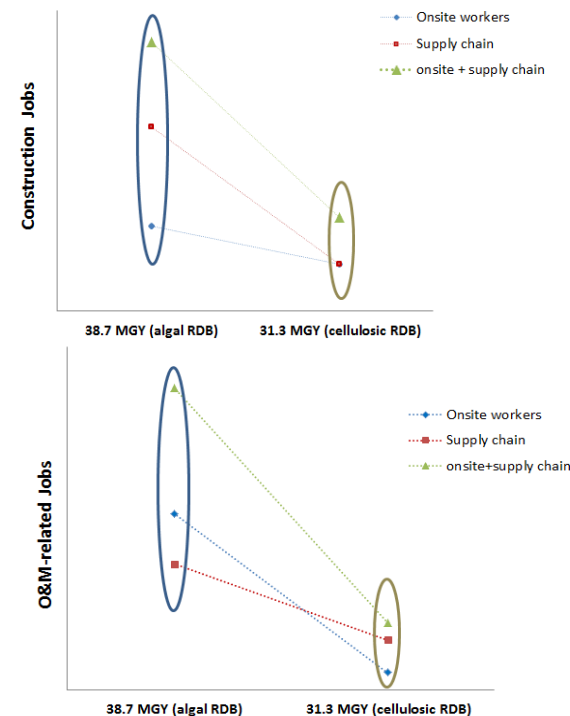 Onsite workers
Supply chain
onsite + supply chain
Construction Jobs
38.7 MGY (algal RDB)
31.3 MGY (cellulosic RDB)
Onsite workers
Supply chain
onsite+supply chain
O&M-related Jobs
38.7 MGY (algal RDB)
31.3 MGY (cellulosic RDB)